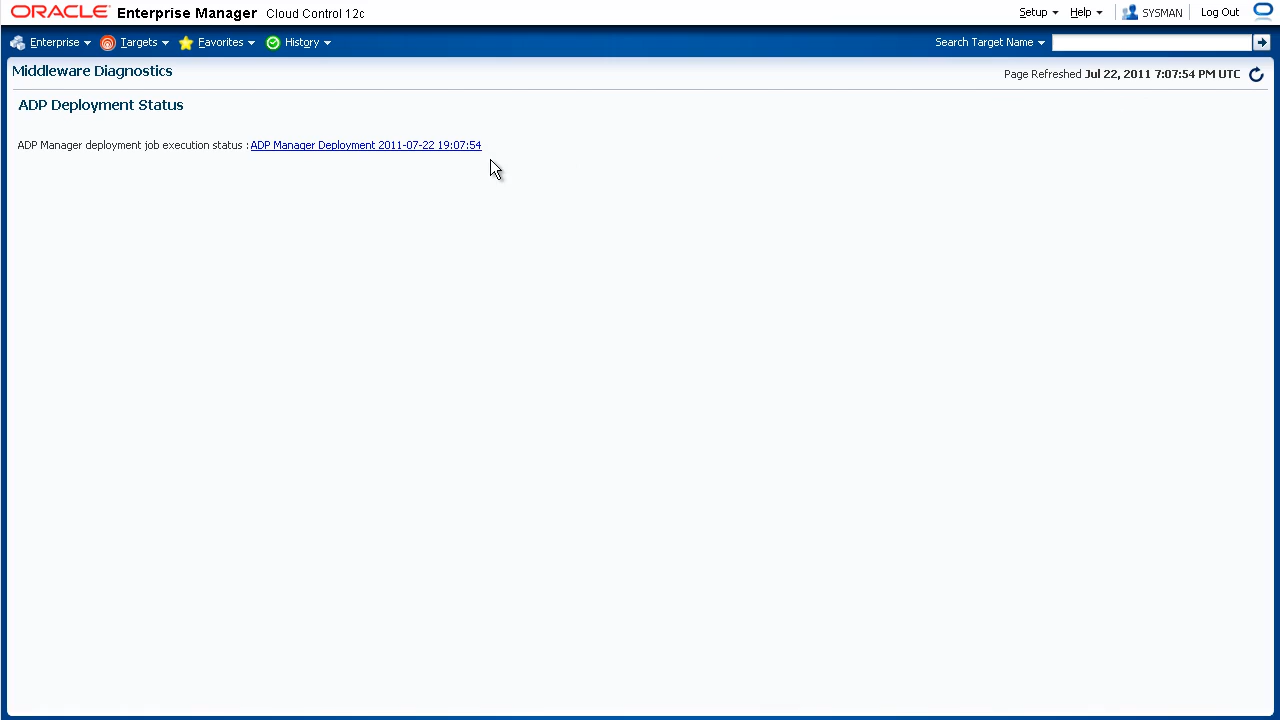 ORACLE Enterprise Manager Cloud Control 12c Setup Help SYSMAN Log Out
Enterprise Targets Favorites History Search Target Name
Middleware Diagnostics Page Refreshed Jul 22, 2011 7:07:54 PM UTC
ADP Deployment Status
ADP Manager deployment job execution status : ADP Manager Deployment 2011-07-22 19:07:54